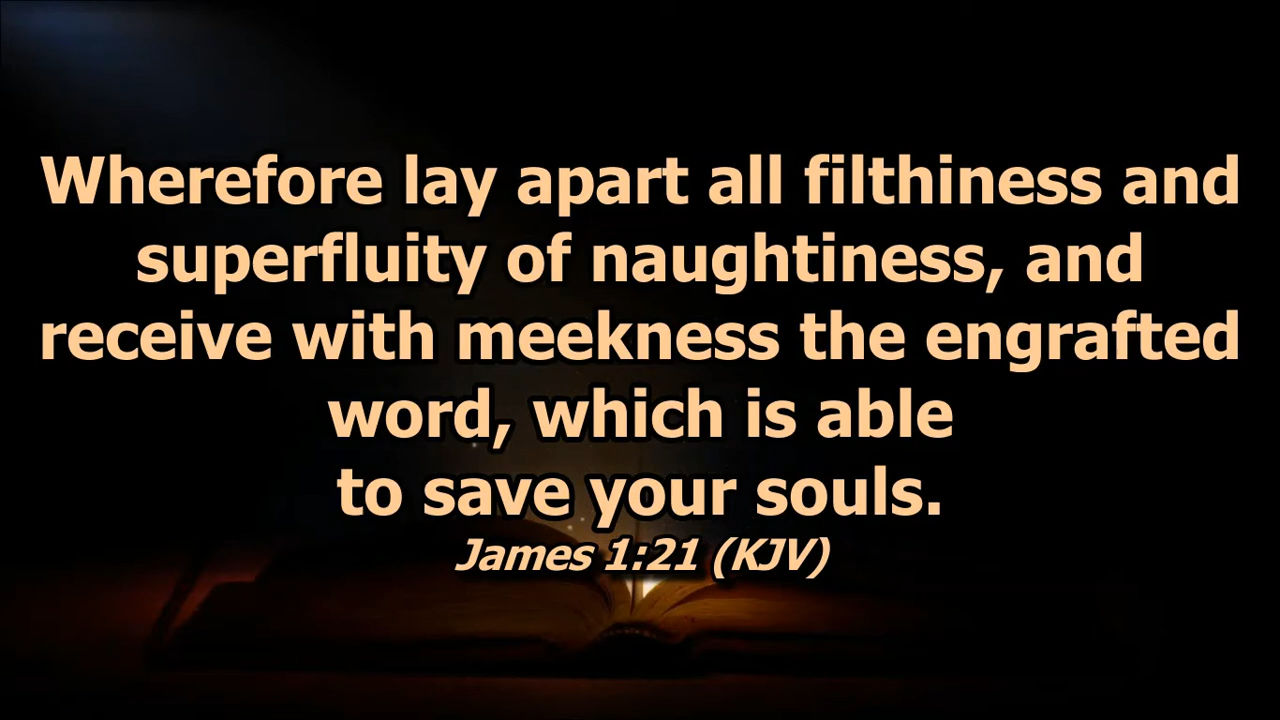 Wherefore lay apart all filthiness and
superfluity of naughtiness, and
receive with meekness the engrafted
word, which is able
to save your souls.
James 1:21 (KJV)